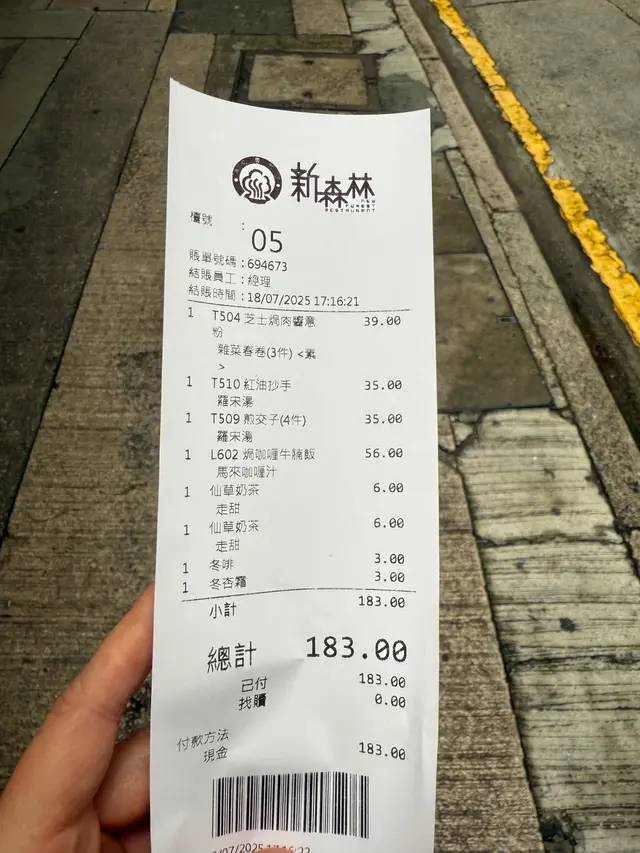 新森林
NEW
FOREST
RESTAURANT
檯號 :
05
賬單號碼 : 694673
結賬員工 : 經理
結賬時間 : 18/07/2025 17:16:21
1 T504 芝士焗肉醬意 39.00
粉
雜菜春卷(3件) <素
>
1 T510 紅油抄手 35.00
羅宋湯
1 T509 煎交子(4件) 35.00
羅宋湯
1 L602 焗咖喱牛腩飯 56.00
馬來咖喱汁
1 仙草奶茶 6.00
走甜
1 仙草奶茶 6.00
走甜
1 冬啡 3.00
1 冬杏霜 3.00
小計 183.00
總計 183.00
已付 183.00
找贖 0.00
付款方法
現金 183.00